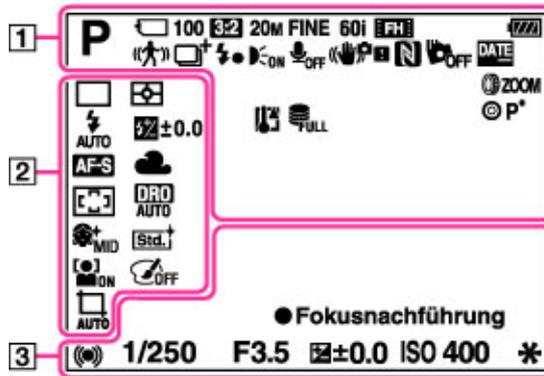 1 P 100 3:2 20M FINE 60i FH
ON OFF N OFF DATE
ZOOM
P*
FULL
2
AUTO ±0.0
AF-S
DRO AUTO
MID Std.
ON OFF
AUTO
●Fokusnachführung
3 1/250 F3.5 ±0.0 ISO 400 *